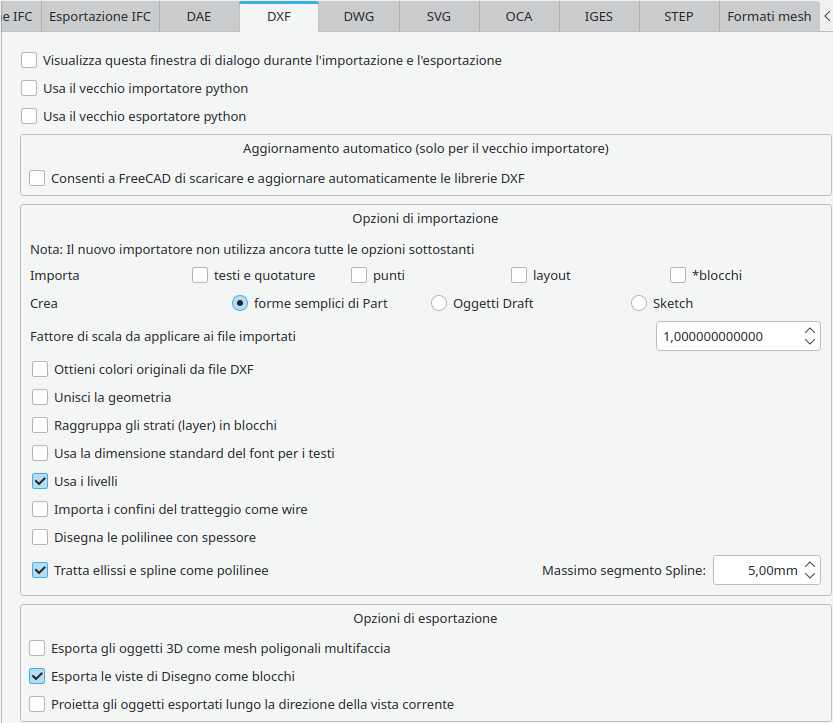 e IFC Esportazione IFC DAE DXF DWG SVG OCA IGES STEP Formati mesh
Visualizza questa finestra di dialogo durante l'importazione e l'esportazione
Usa il vecchio importatore python
Usa il vecchio esportatore python
Aggiornamento automatico (solo per il vecchio importatore)
Consenti a FreeCAD di scaricare e aggiornare automaticamente le librerie DXF
Opzioni di importazione
Nota: Il nuovo importatore non utilizza ancora tutte le opzioni sottostanti
Importa testi e quotature punti layout *blocchi
Crea forme semplici di Part Oggetti Draft Sketch
Fattore di scala da applicare ai file importati 1,000000000000
Ottieni colori originali da file DXF
Unisci la geometria
Raggruppa gli strati (layer) in blocchi
Usa la dimensione standard del font per i testi
Usa i livelli
Importa i confini del tratteggio come wire
Disegna le polilinee con spessore
Tratta ellissi e spline come polilinee Massimo segmento Spline: 5,00mm
Opzioni di esportazione
Esporta gli oggetti 3D come mesh poligonali multifaccia
Esporta le viste di Disegno come blocchi
Proietta gli oggetti esportati lungo la direzione della vista corrente